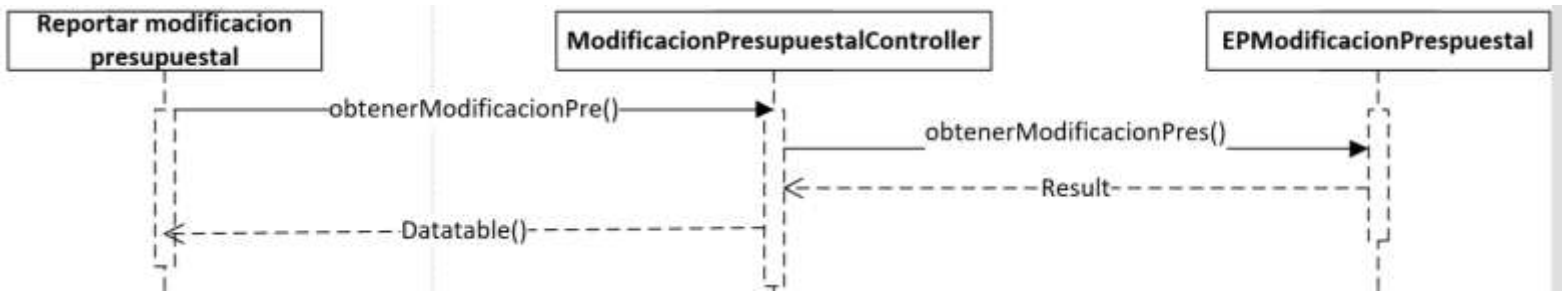 Reportar modificacion
presupuestal
ModificacionPresupuestalController
EPModificacionPrespuestal
obtenerModificacionPre()
obtenerModificacionPres()
Result
Datatable()